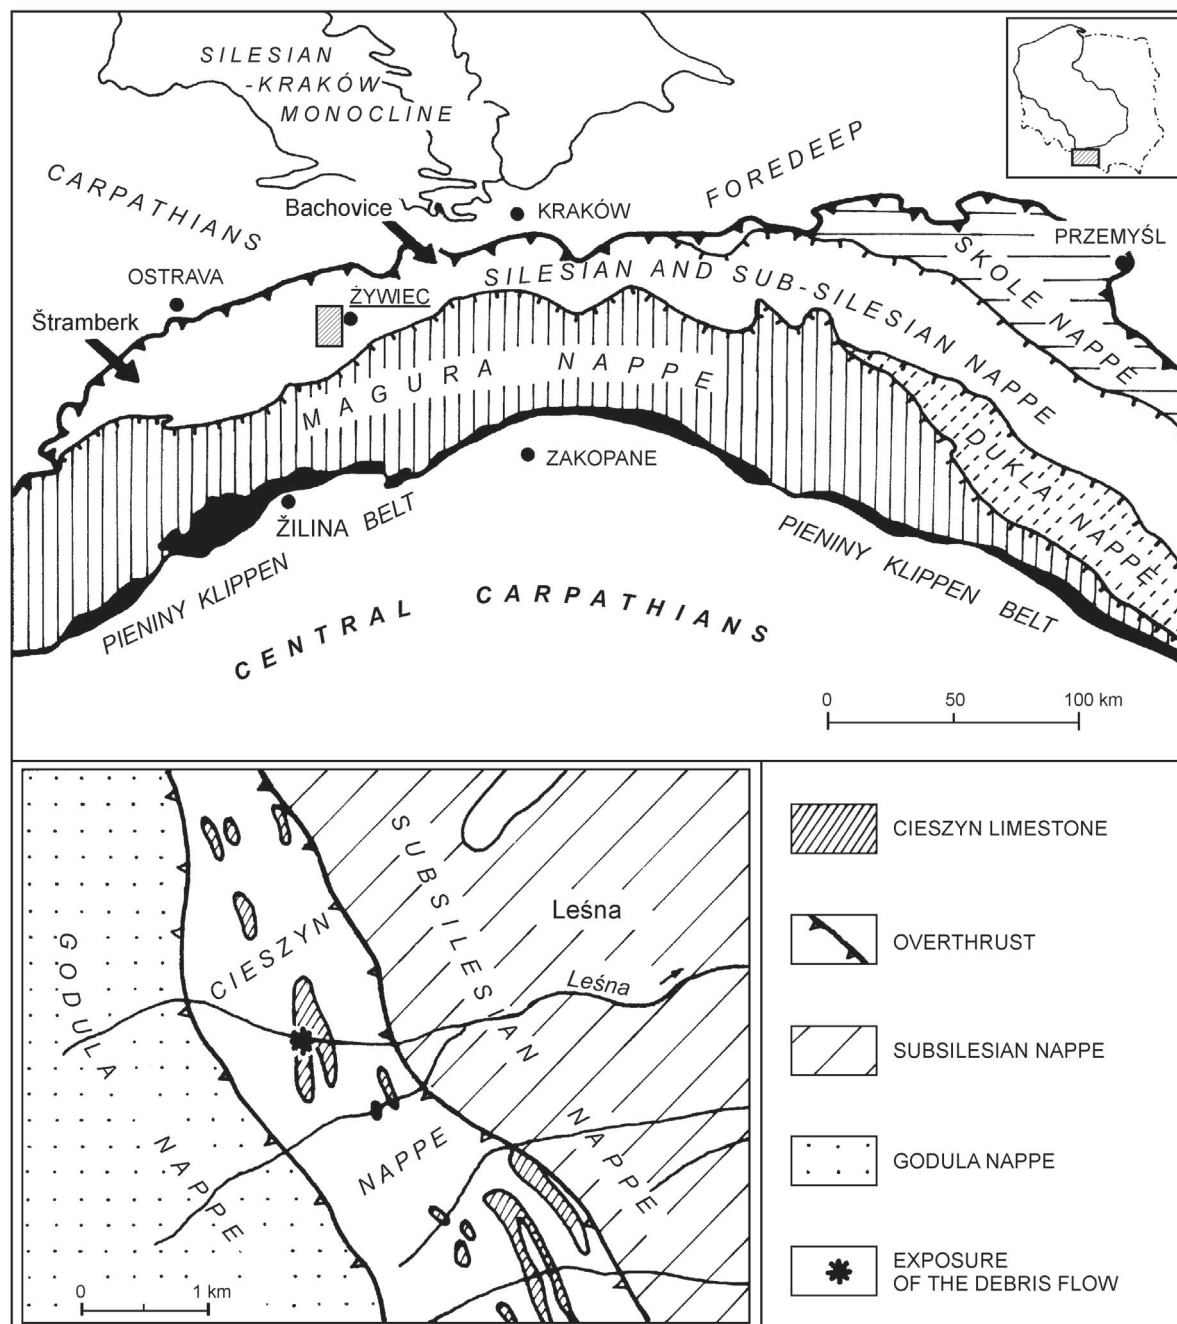 SILESIAN
-KRAKÓW
MONOCLINE
CARPATHIANS
FOREDEEP
Bachovice
KRAKÓW
PRZEMYŚL
OSTRAVA
ŻYWIEC
Štramberk
SILESIAN AND SUB-SILESIAN NAPPE
SKOLE NAPPE
MAGURA NAPPE
DUKLA NAPPE
ZAKOPANE
ŽILINA
PIENINY KLIPPEN BELT
PIENINY KLIPPEN BELT
CENTRAL CARPATHIANS
0 50 100 km
SUBSILESIAN NAPPE
Leśna
Leśna
CIESZYN NAPPE
GODULA NAPPE
0 1 km
CIESZYN LIMESTONE
OVERTHRUST
SUBSILESIAN NAPPE
GODULA NAPPE
EXPOSURE
OF THE DEBRIS FLOW